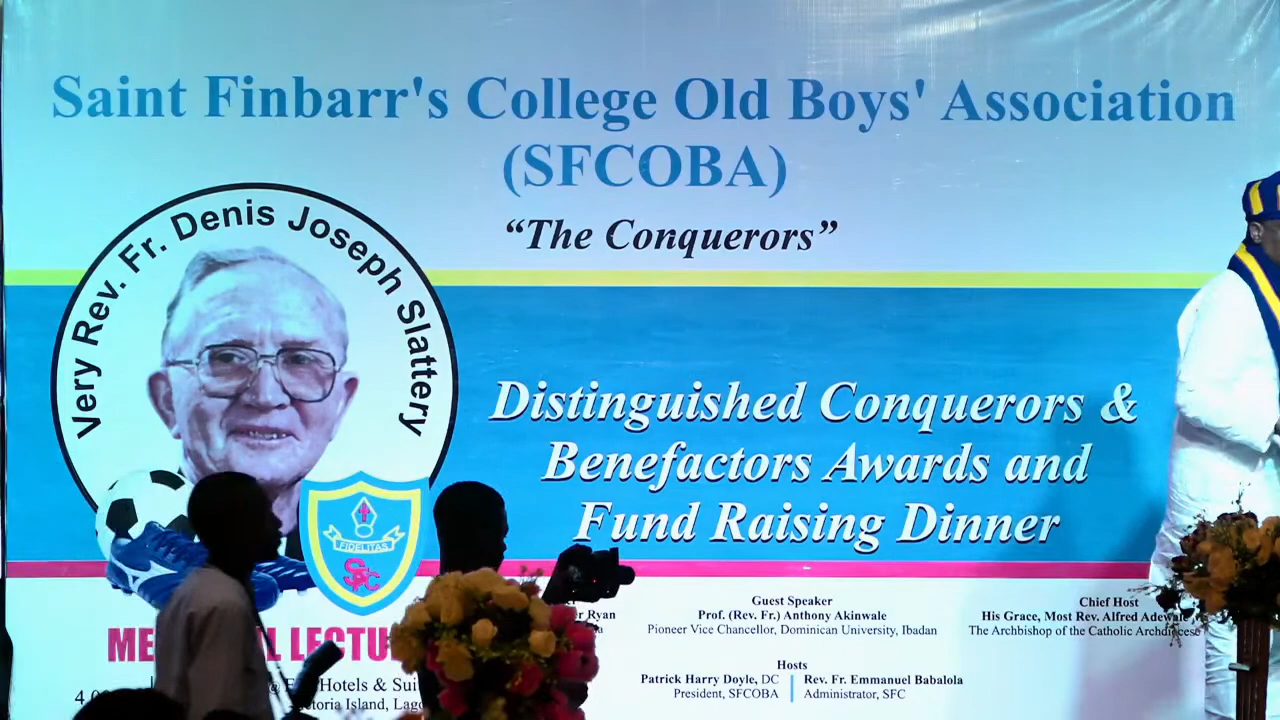 Saint Finbarr's College Old Boys' Association
(SFCOBA)
“The Conquerors”
Very Rev. Fr. Denis Joseph Slattery
Distinguished Conquerors &
Benefactors Awards and
Fund Raising Dinner
FIDELITAS
SFC
Ryan
Guest Speaker
Prof. (Rev. Fr.) Anthony Akinwale
Pioneer Vice Chancellor, Dominican University, Ibadan
Chief Host
His Grace, Most Rev. Alfred Adewale
The Archbishop of the Catholic Archdiocese
Hosts
Patrick Harry Doyle, DC
President, SFCOBA
Rev. Fr. Emmanuel Babalola
Administrator, SFC
Hotels &
Island,